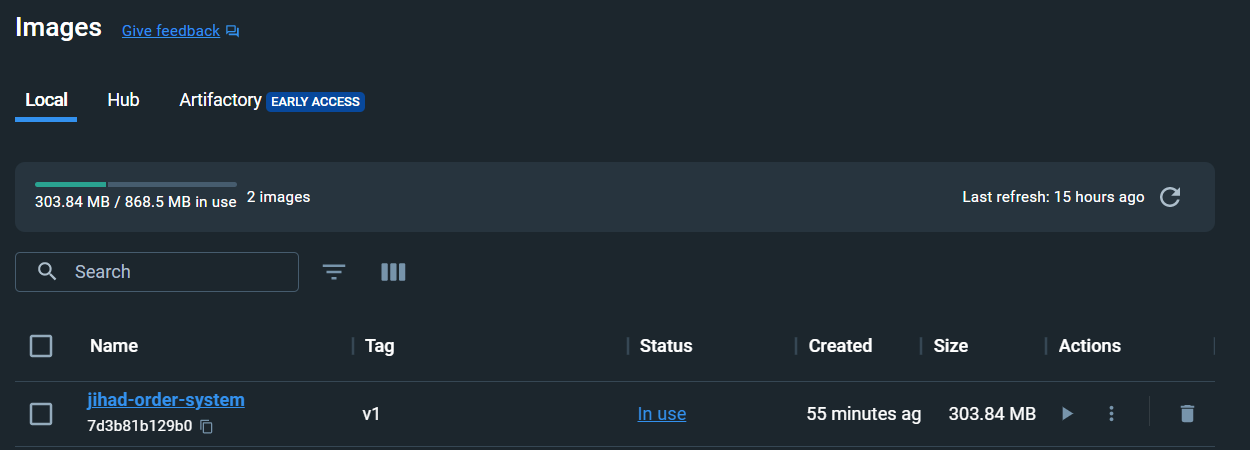 Images Give feedback
Local Hub Artifactory EARLY ACCESS
303.84 MB / 868.5 MB in use 2 images Last refresh: 15 hours ago
Search
Name Tag Status Created Size Actions
jihad-order-system
7d3b81b129b0 v1 In use 55 minutes ag 303.84 MB